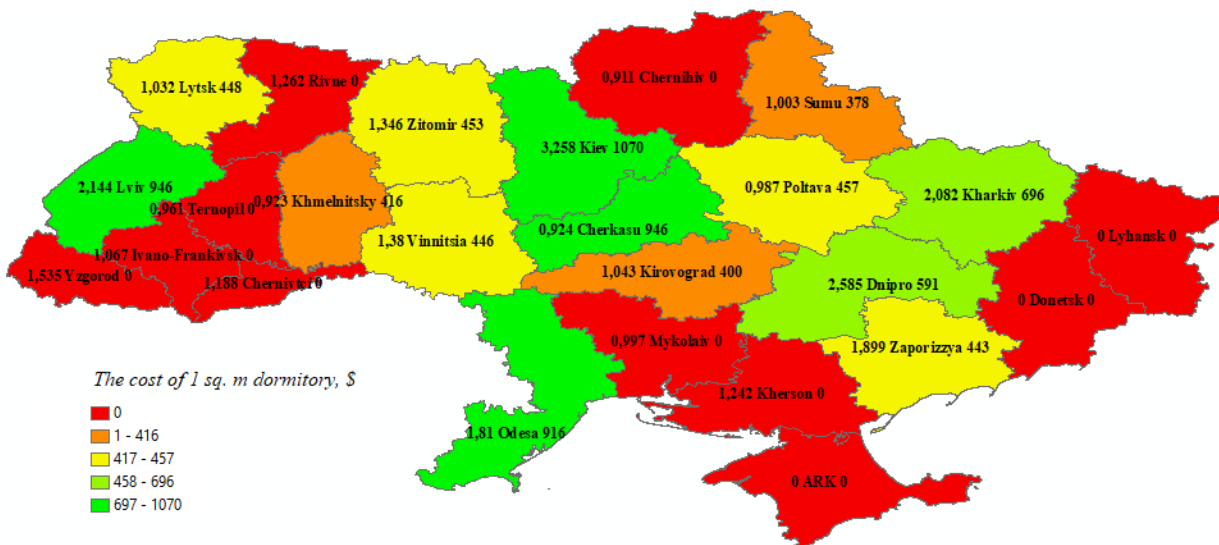 1,032 Lytsk 448
1,262 Rivne 0
0,911 Chernihiv 0
1,003 Sumu 378
1,346 Zitomir 453
3,258 Kiev 1070
2,144 Lviv 946
0,961 Ternopil 0
0,923 Khmelnitsky 416
0,987 Poltava 457
2,082 Kharkiv 696
1,38 Vinnitsia 446
0,924 Cherkasu 946
0 Lyhansk 0
1,067 Ivano-Frankivsk 0
1,535 Yzgorod 0
1,188 Chernivtci 0
1,043 Kirovograd 400
2,585 Dnipro 591
0 Donetsk 0
0,997 Mykolaiv 0
1,899 Zaporizzya 443
1,242 Kherson 0
1,81 Odesa 916
0 ARK 0
The cost of 1 sq. m dormitory, $
0
1 - 416
417 - 457
458 - 696
697 - 1070